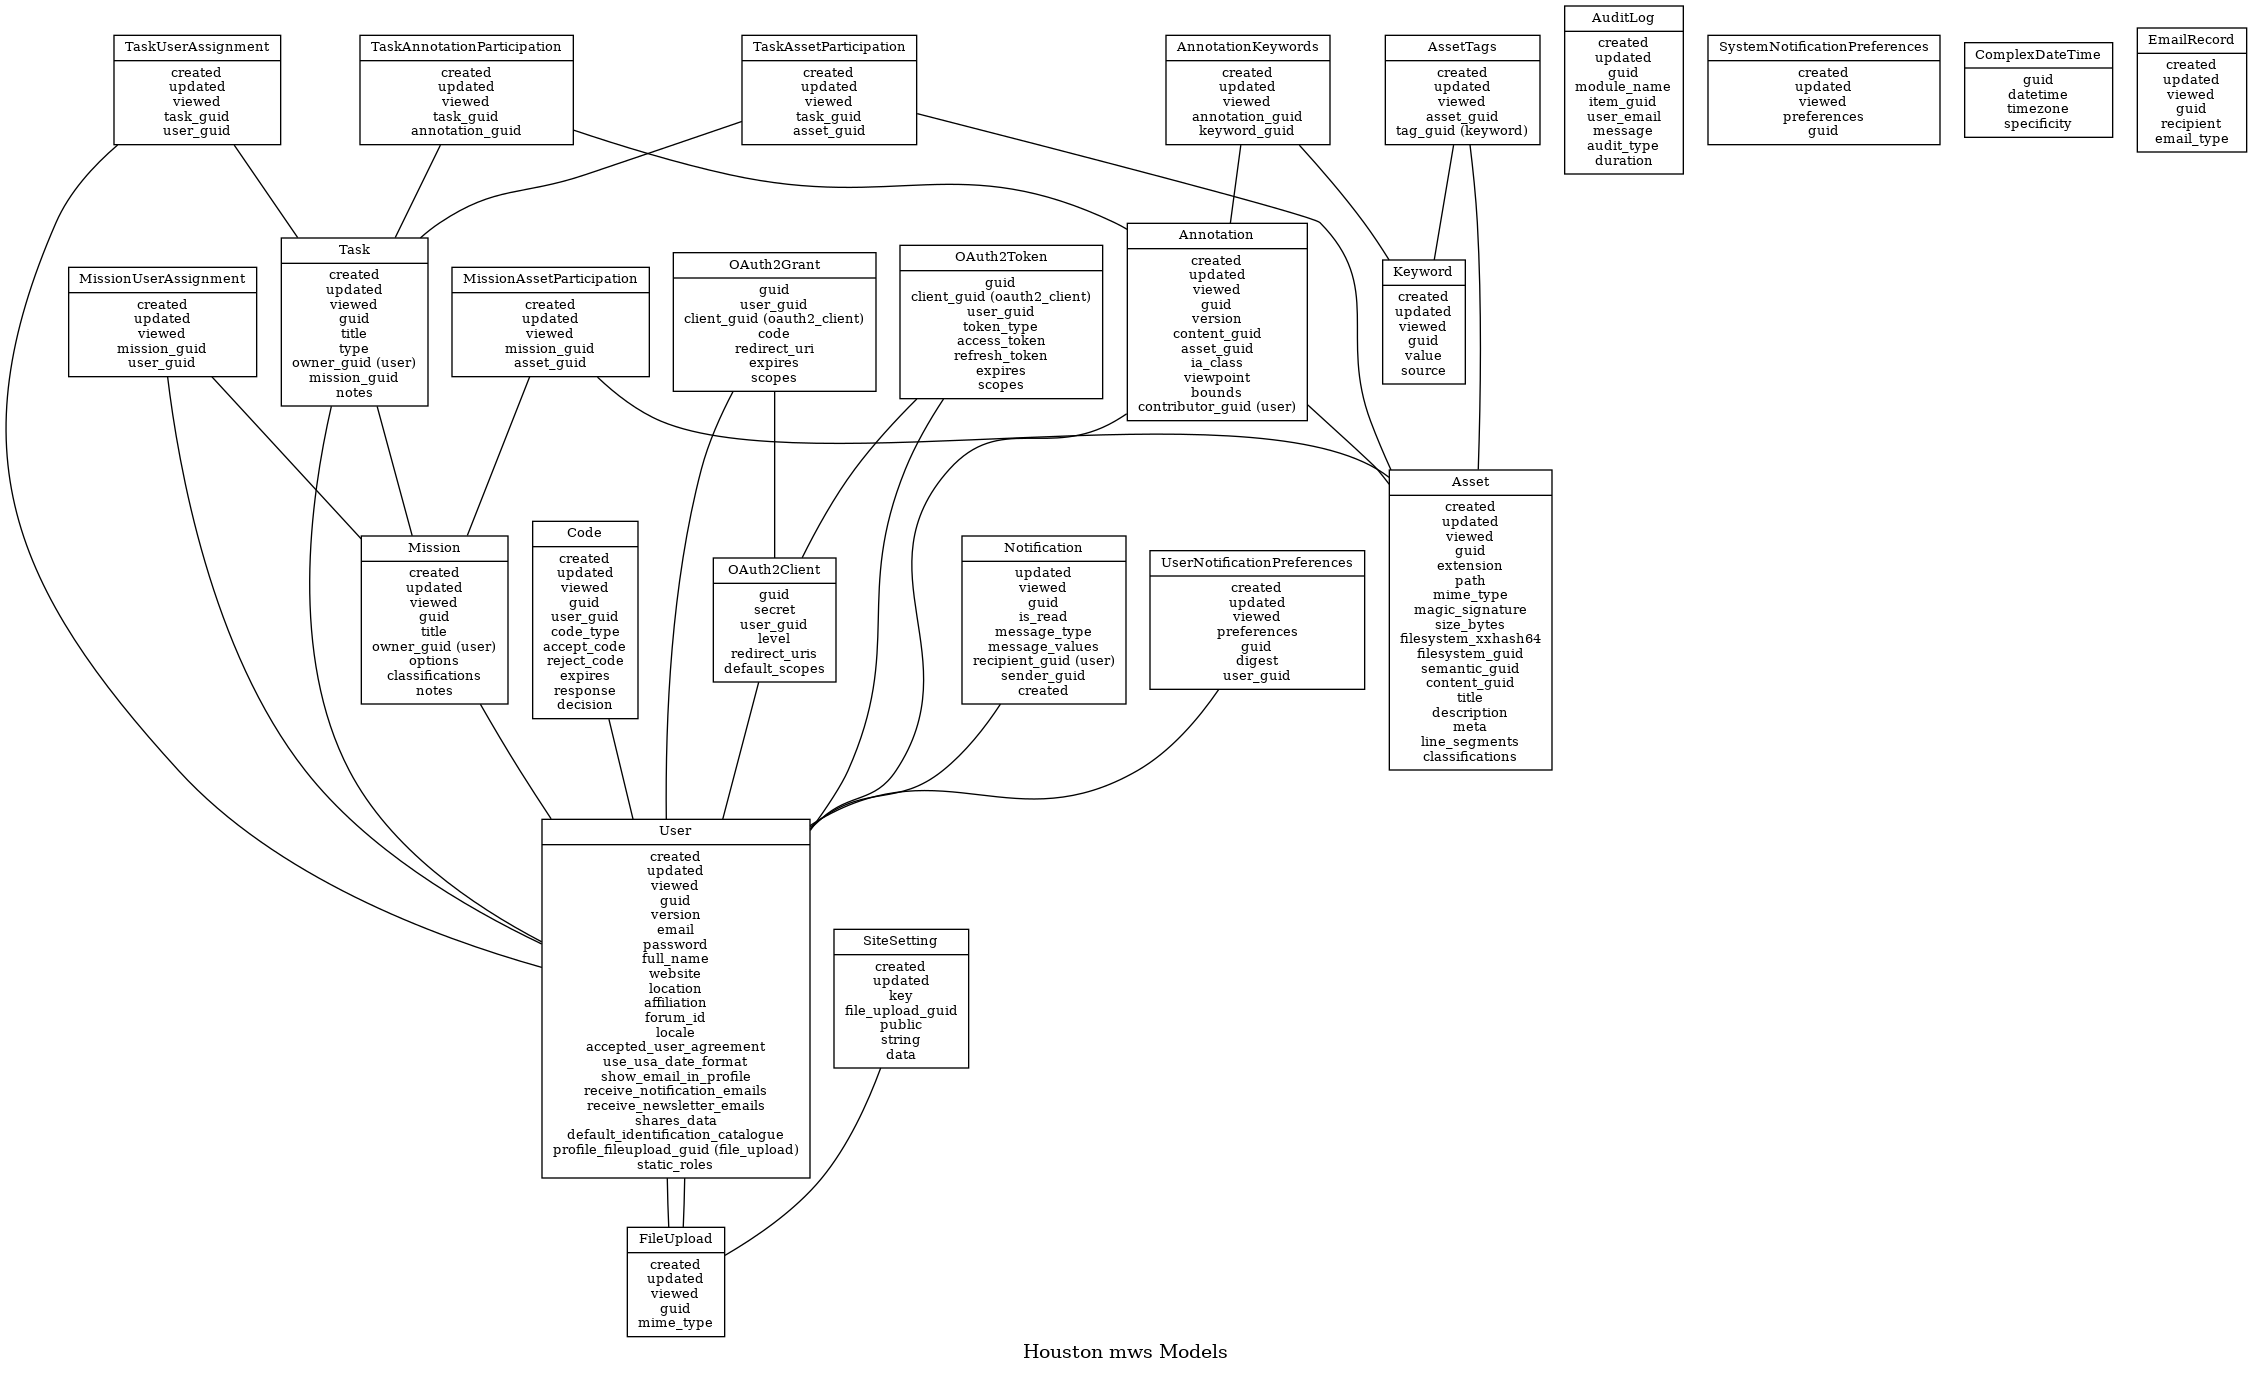 TaskUserAssignment
created
updated
viewed
task_guid
user_guid
TaskAnnotationParticipation
created
updated
viewed
task_guid
annotation_guid
TaskAssetParticipation
created
updated
viewed
task_guid
asset_guid
AnnotationKeywords
created
updated
viewed
annotation_guid
keyword_guid
AssetTags
created
updated
viewed
asset_guid
tag_guid (keyword)
AuditLog
created
updated
guid
module_name
item_guid
user_email
message
audit_type
duration
SystemNotificationPreferences
created
updated
viewed
preferences
guid
ComplexDateTime
guid
datetime
timezone
specificity
EmailRecord
created
updated
viewed
guid
recipient
email_type
MissionUserAssignment
created
updated
viewed
mission_guid
user_guid
Task
created
updated
viewed
guid
title
type
owner_guid (user)
mission_guid
notes
MissionAssetParticipation
created
updated
viewed
mission_guid
asset_guid
OAuth2Grant
guid
user_guid
client_guid (oauth2_client)
code
redirect_uri
expires
scopes
OAuth2Token
guid
client_guid (oauth2_client)
user_guid
token_type
access_token
refresh_token
expires
scopes
Annotation
created
updated
viewed
guid
version
content_guid
asset_guid
ia_class
viewpoint
bounds
contributor_guid (user)
Keyword
created
updated
viewed
guid
value
source
Mission
created
updated
viewed
guid
title
owner_guid (user)
options
classifications
notes
Code
created
updated
viewed
guid
user_guid
code_type
accept_code
reject_code
expires
response
decision
OAuth2Client
guid
secret
user_guid
level
redirect_uris
default_scopes
Notification
updated
viewed
guid
is_read
message_type
message_values
recipient_guid (user)
sender_guid
created
UserNotificationPreferences
created
updated
viewed
preferences
guid
digest
user_guid
Asset
created
updated
viewed
guid
extension
path
mime_type
magic_signature
size_bytes
filesystem_xxhash64
filesystem_guid
semantic_guid
content_guid
title
description
meta
line_segments
classifications
User
created
updated
viewed
guid
version
email
password
full_name
website
location
affiliation
forum_id
locale
accepted_user_agreement
use_usa_date_format
show_email_in_profile
receive_notification_emails
receive_newsletter_emails
shares_data
default_identification_catalogue
profile_fileupload_guid (file_upload)
static_roles
SiteSetting
created
updated
key
file_upload_guid
public
string
data
FileUpload
created
updated
viewed
guid
mime_type
Houston mws Models